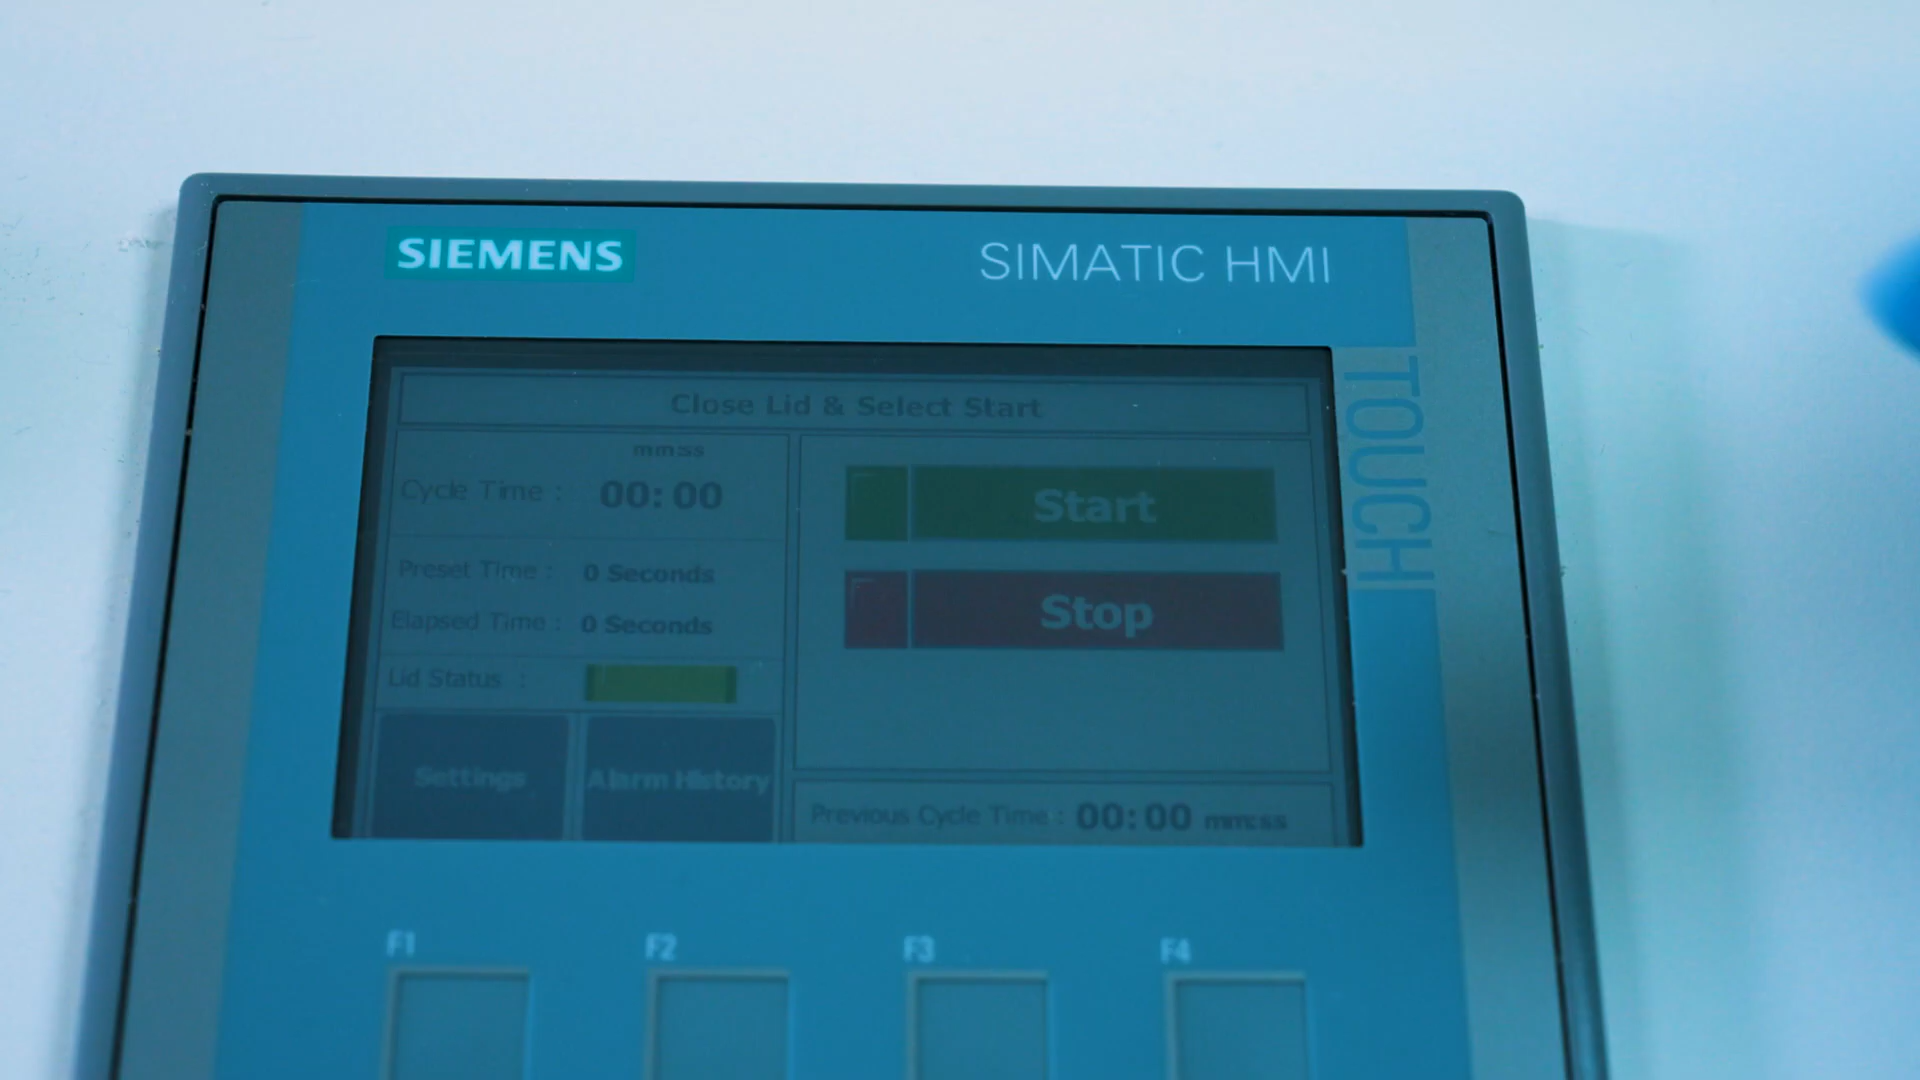 SIEMENS
SIMATIC HMI
TOUCH
Close Lid & Select Start
mm:ss
Cycle Time : 00:00
Preset Time : 0 Seconds
Elapsed Time : 0 Seconds
Lid Status :
Settings
Alarm History
Start
Stop
Previous Cycle Time : 00:00 mm:ss
F1
F2
F3
F4